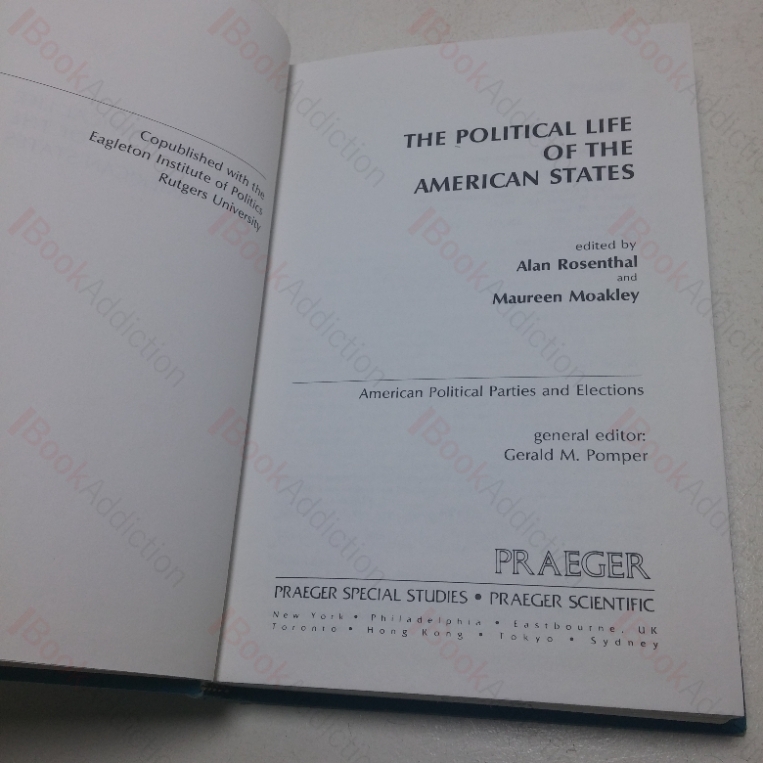 Copublished with the
Eagleton Institute of Politics
Rutgers University
THE POLITICAL LIFE
OF THE
AMERICAN STATES
edited by
Alan Rosenthal
and
Maureen Moakley
American Political Parties and Elections
general editor:
Gerald M. Pomper
PRAEGER
PRAEGER SPECIAL STUDIES • PRAEGER SCIENTIFIC
New York • Philadelphia • Eastbourne, UK
Toronto • Hong Kong • Tokyo • Sydney
BookAddiction